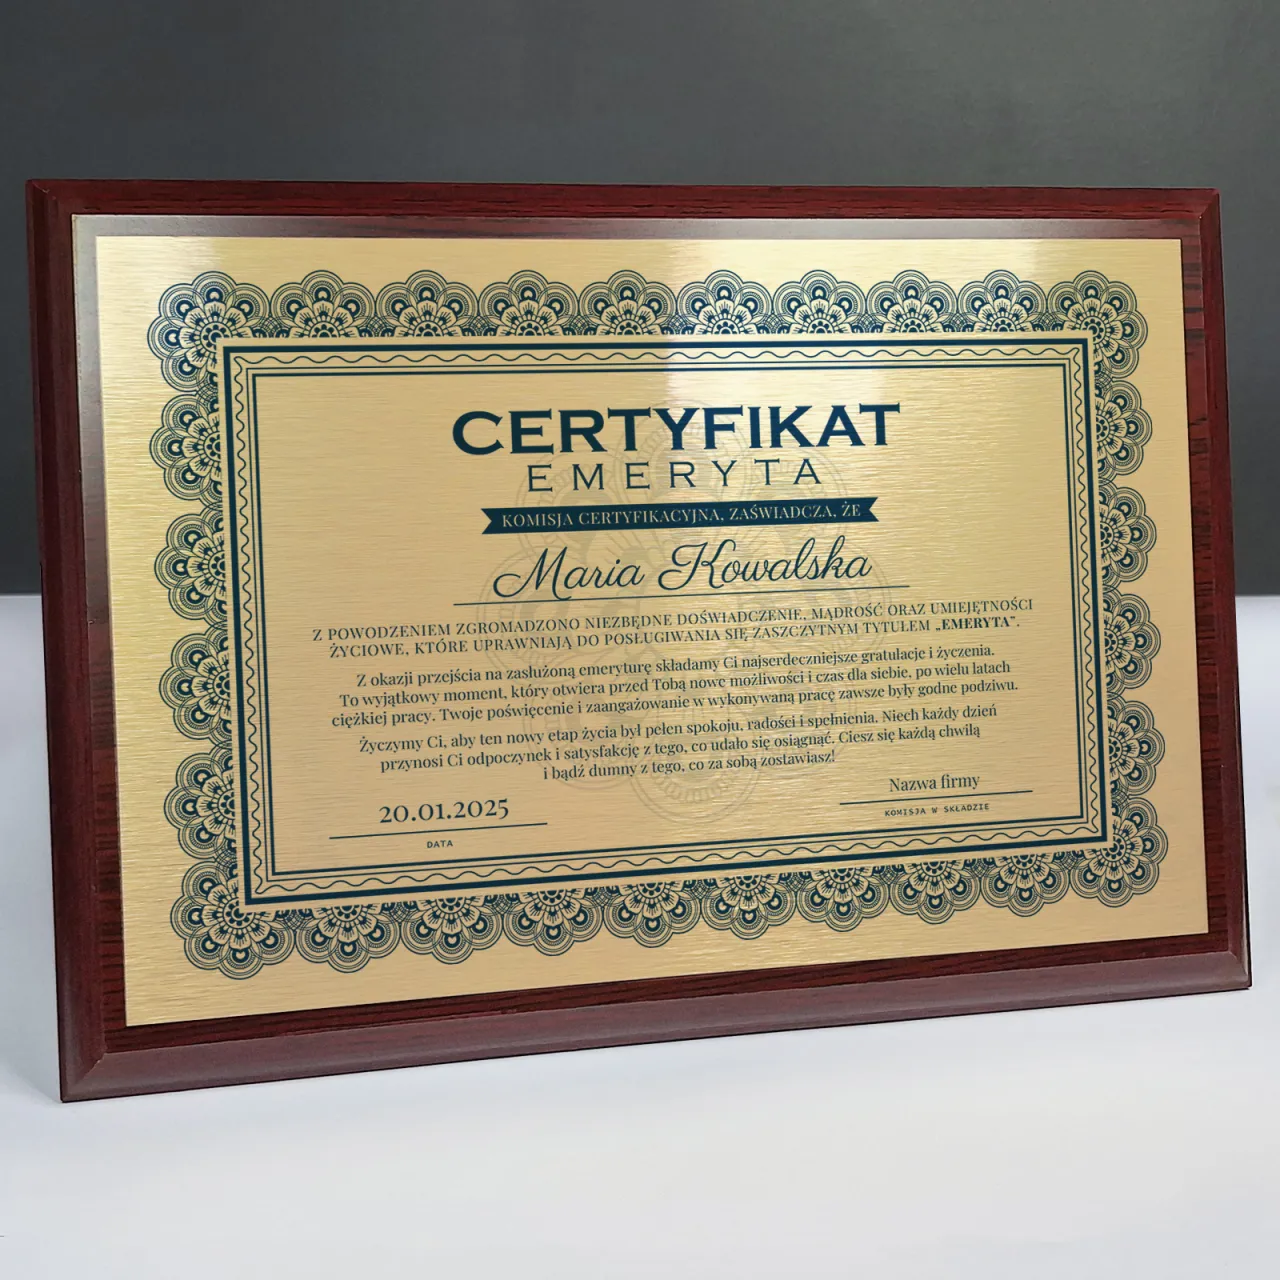 CERTYFIKAT
EMERYTA
KOMISJA CERTYFIKACYJNA, ZAŚWIADCZA, ŻE
Maria Kowalska
Z POWODZENIEM ZGROMADZONO NIEZBĘDNE DOŚWIADCZENIE, MĄDROŚĆ ORAZ UMIEJĘTNOŚCI
ŻYCIOWE, KTÓRE UPRAWNIAJĄ DO POSŁUGIWANIA SIĘ ZASZCZYTNYM TYTUŁEM „EMERYTA”.
Z okazji przejścia na zasłużoną emeryturę składamy Ci najserdeczniejsze gratulacje i życzenia.
To wyjątkowy moment, który otwiera przed Tobą nowe możliwości i czas dla siebie, po wielu latach
ciężkiej pracy. Twoje poświęcenie i zaangażowanie w wykonywaną pracę zawsze były godne podziwu.
Życzymy Ci, aby ten nowy etap życia był pełen spokoju, radości i spełnienia. Niech każdy dzień
przynosi Ci odpoczynek i satysfakcję z tego, co udało się osiągnąć. Ciesz się każdą chwilą
i bądź dumny z tego, co za sobą zostawiasz!
20.01.2025
DATA
Nazwa firmy
KOMISJA W SKŁADZIE